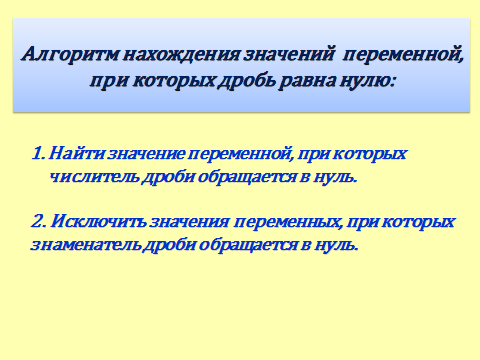 Алгоритм нахождения значений переменной,
при которых дробь равна нулю:
1. Найти значение переменной, при которых
числитель дроби обращается в нуль.
2. Исключить значения переменных, при которых
знаменатель дроби обращается в нуль.